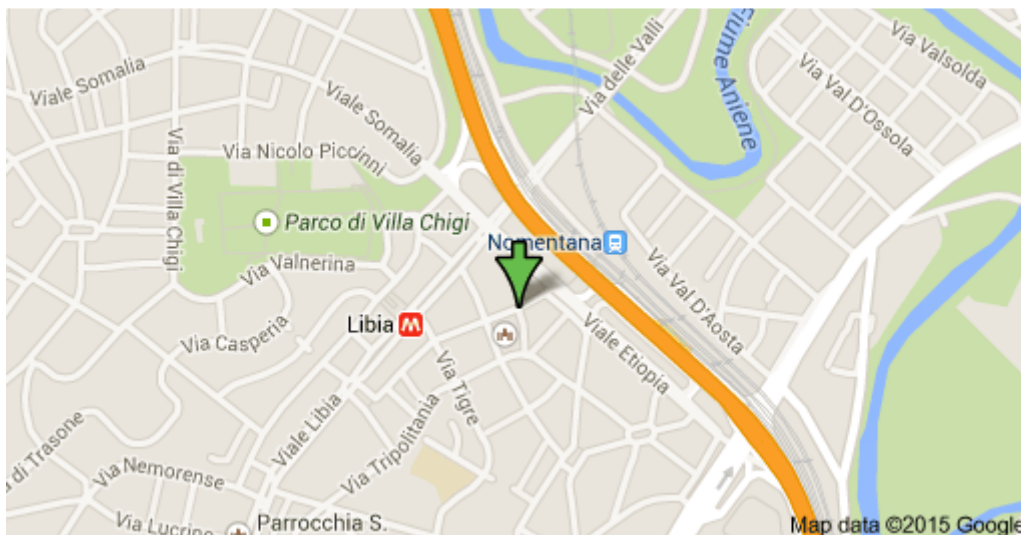 Via Valsolda
Viale Somalia
Viale Somalia
Via delle Valli
Fiume Aniene
Via Val D'Ossola
Via Nicolo Piccinni
Via di Villa Chigi
Parco di Villa Chigi
Nomentana
Via Valnerina
Via Val D'Aosta
Libia M
Via Casperia
Viale Etiopia
Via Tigre
Viale Libia
Via Tripolitania
a di Trasone
Via Nemorense
Via Lucrino
Parrocchia S.
Map data ©2015 Google